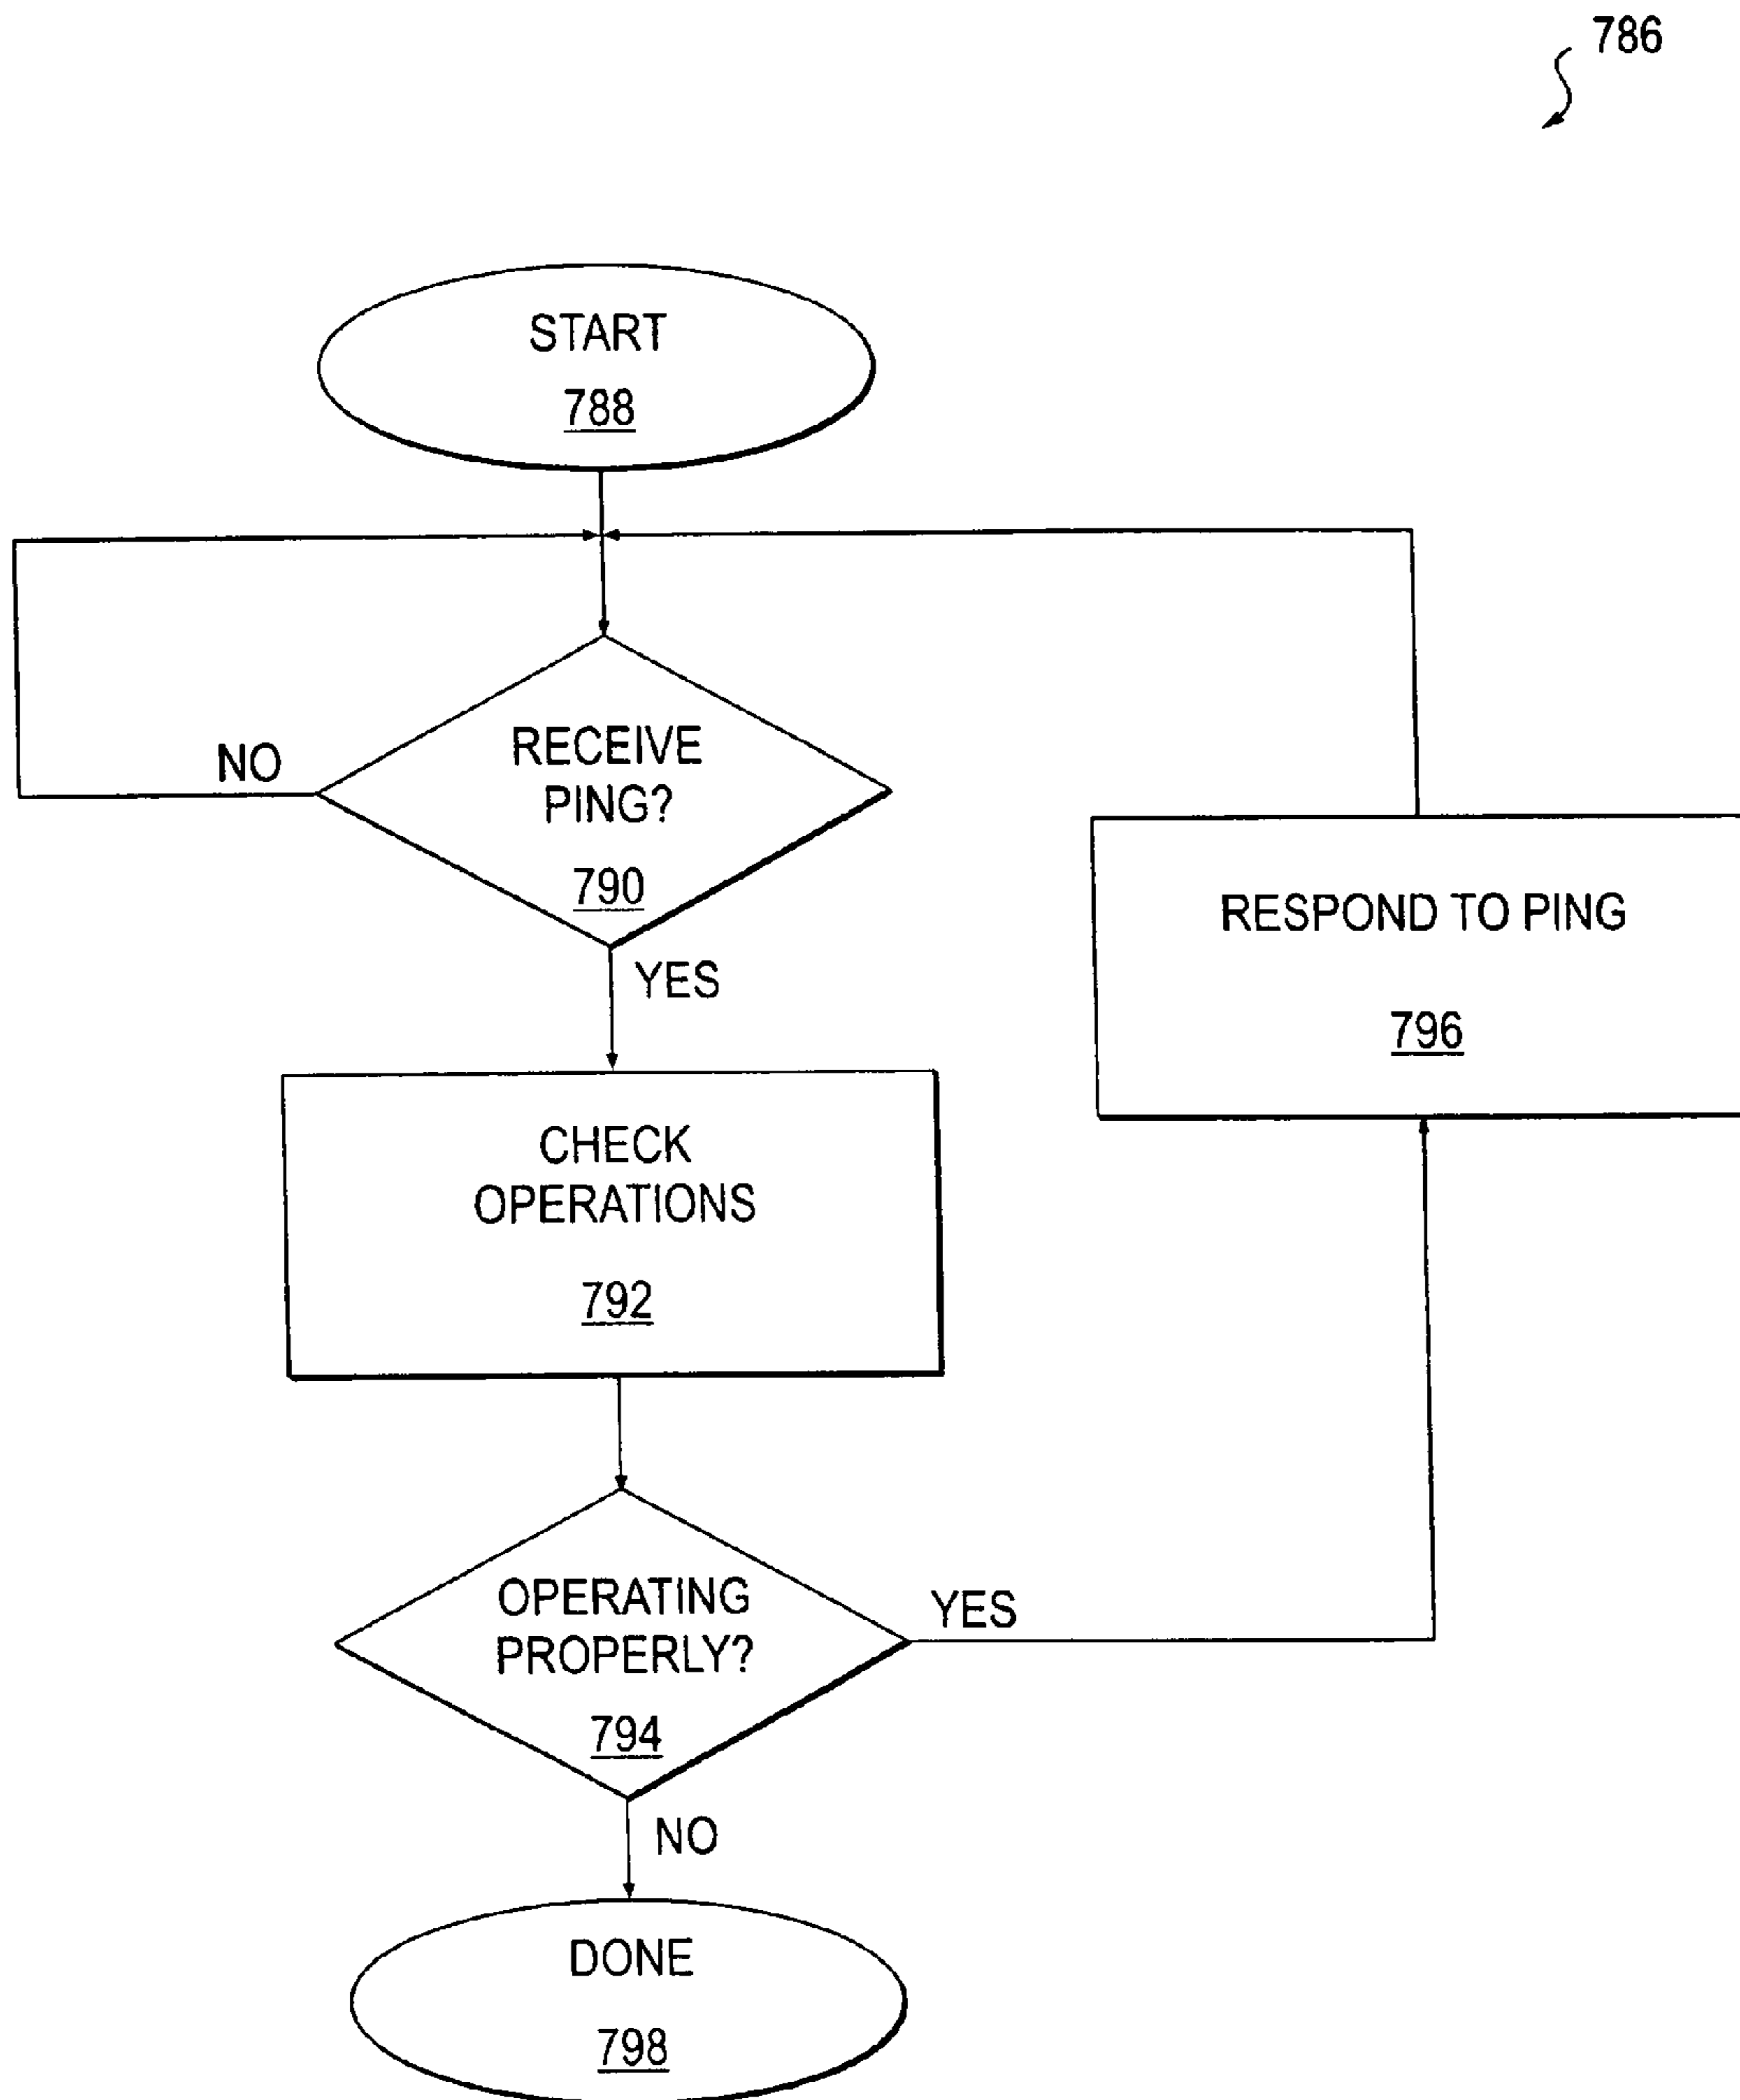 786
START
788
RECEIVE
PING?
790
NO
YES
CHECK
OPERATIONS
792
RESPOND TO PING
796
OPERATING
PROPERLY?
794
YES
NO
DONE
798